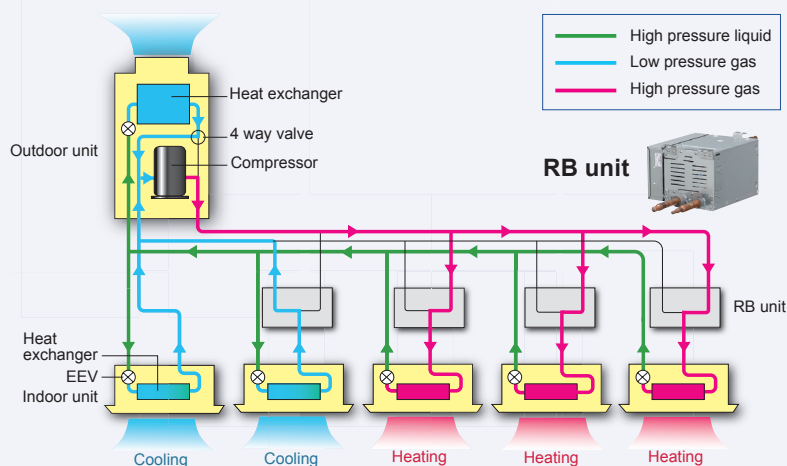 High pressure liquid
Low pressure gas
High pressure gas
Heat exchanger
4 way valve
Outdoor unit
Compressor
RB unit
RB unit
Heat
exchanger
EEV
Indoor unit
Cooling
Cooling
Heating
Heating
Heating